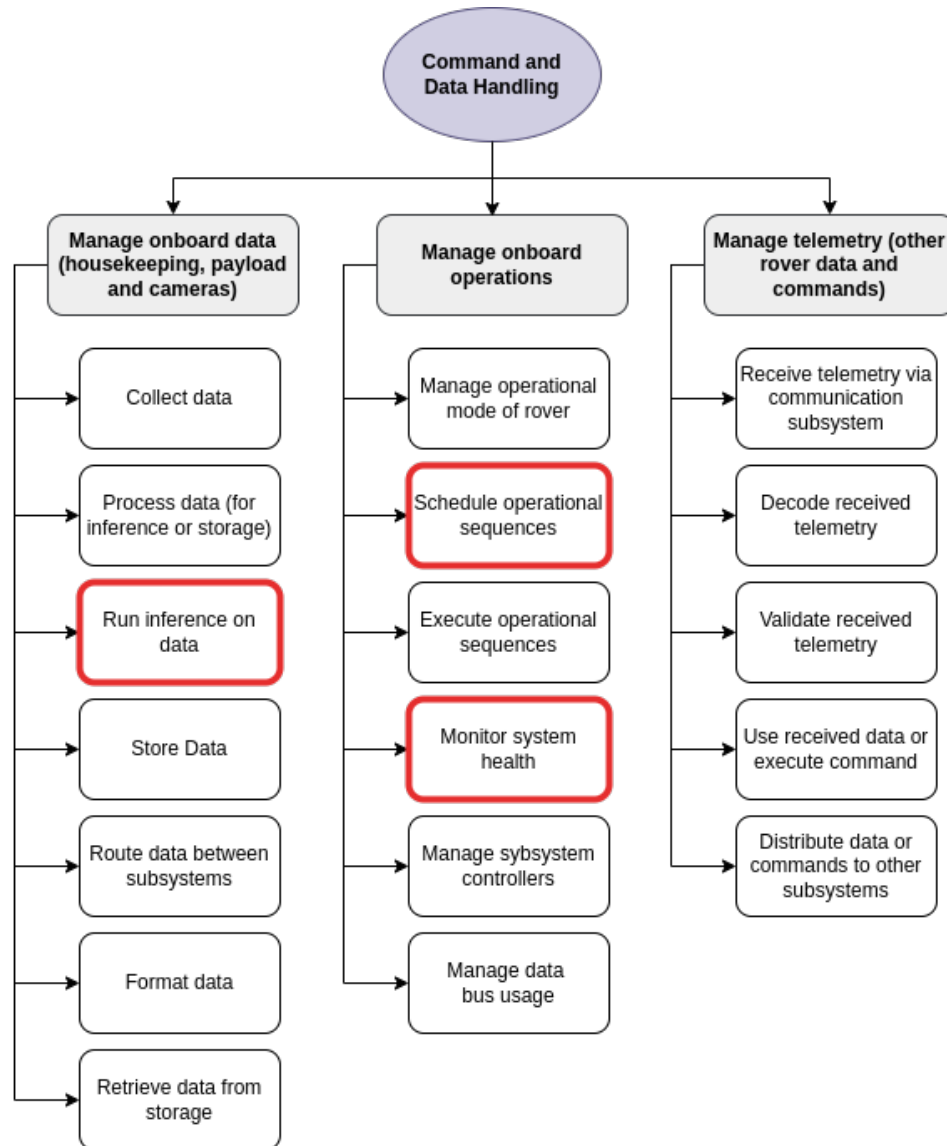 Command and
Data Handling
Manage onboard data
(housekeeping, payload
and cameras)
Collect data
Process data (for
inference or storage)
Run inference on
data
Store Data
Route data between
subsystems
Format data
Retrieve data from
storage
Manage onboard
operations
Manage operational
mode of rover
Schedule operational
sequences
Execute operational
sequences
Monitor system
health
Manage sybsystem
controllers
Manage data
bus usage
Manage telemetry (other
rover data and
commands)
Receive telemetry via
communication
subsystem
Decode received
telemetry
Validate received
telemetry
Use received data or
execute command
Distribute data or
commands to other
subsystems